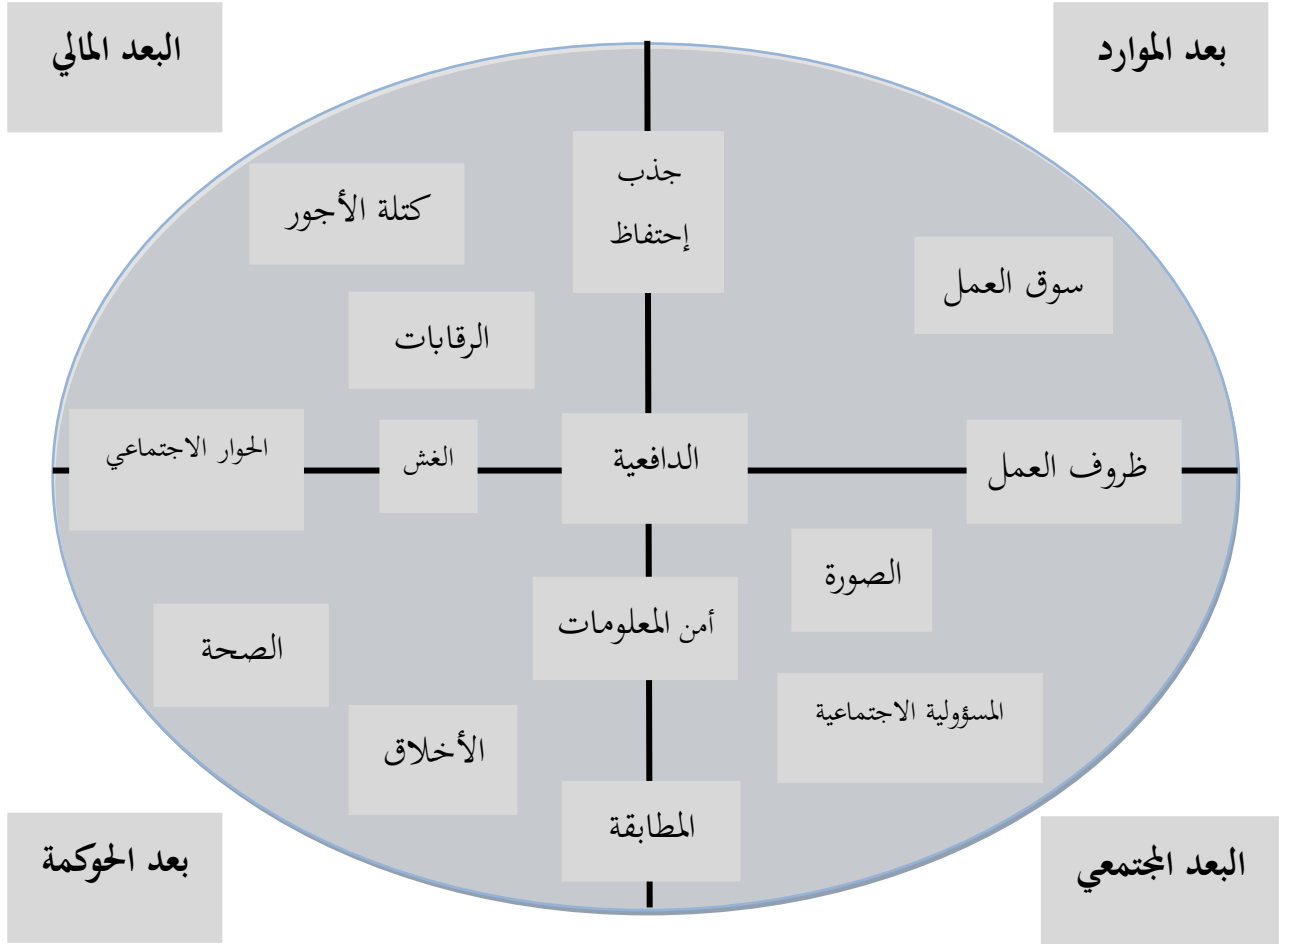 بعد الموارد
البعد المالي
جذب
إحتفاظ
كتلة الأجور
سوق العمل
الرقابات
ظروف العمل
الدافعية
الغش
الحوار الاجتماعي
الصورة
أمن المعلومات
الصحة
المسؤولية الاجتماعية
الأخلاق
المطابقة
البعد المجتمعي
بعد الحوكمة